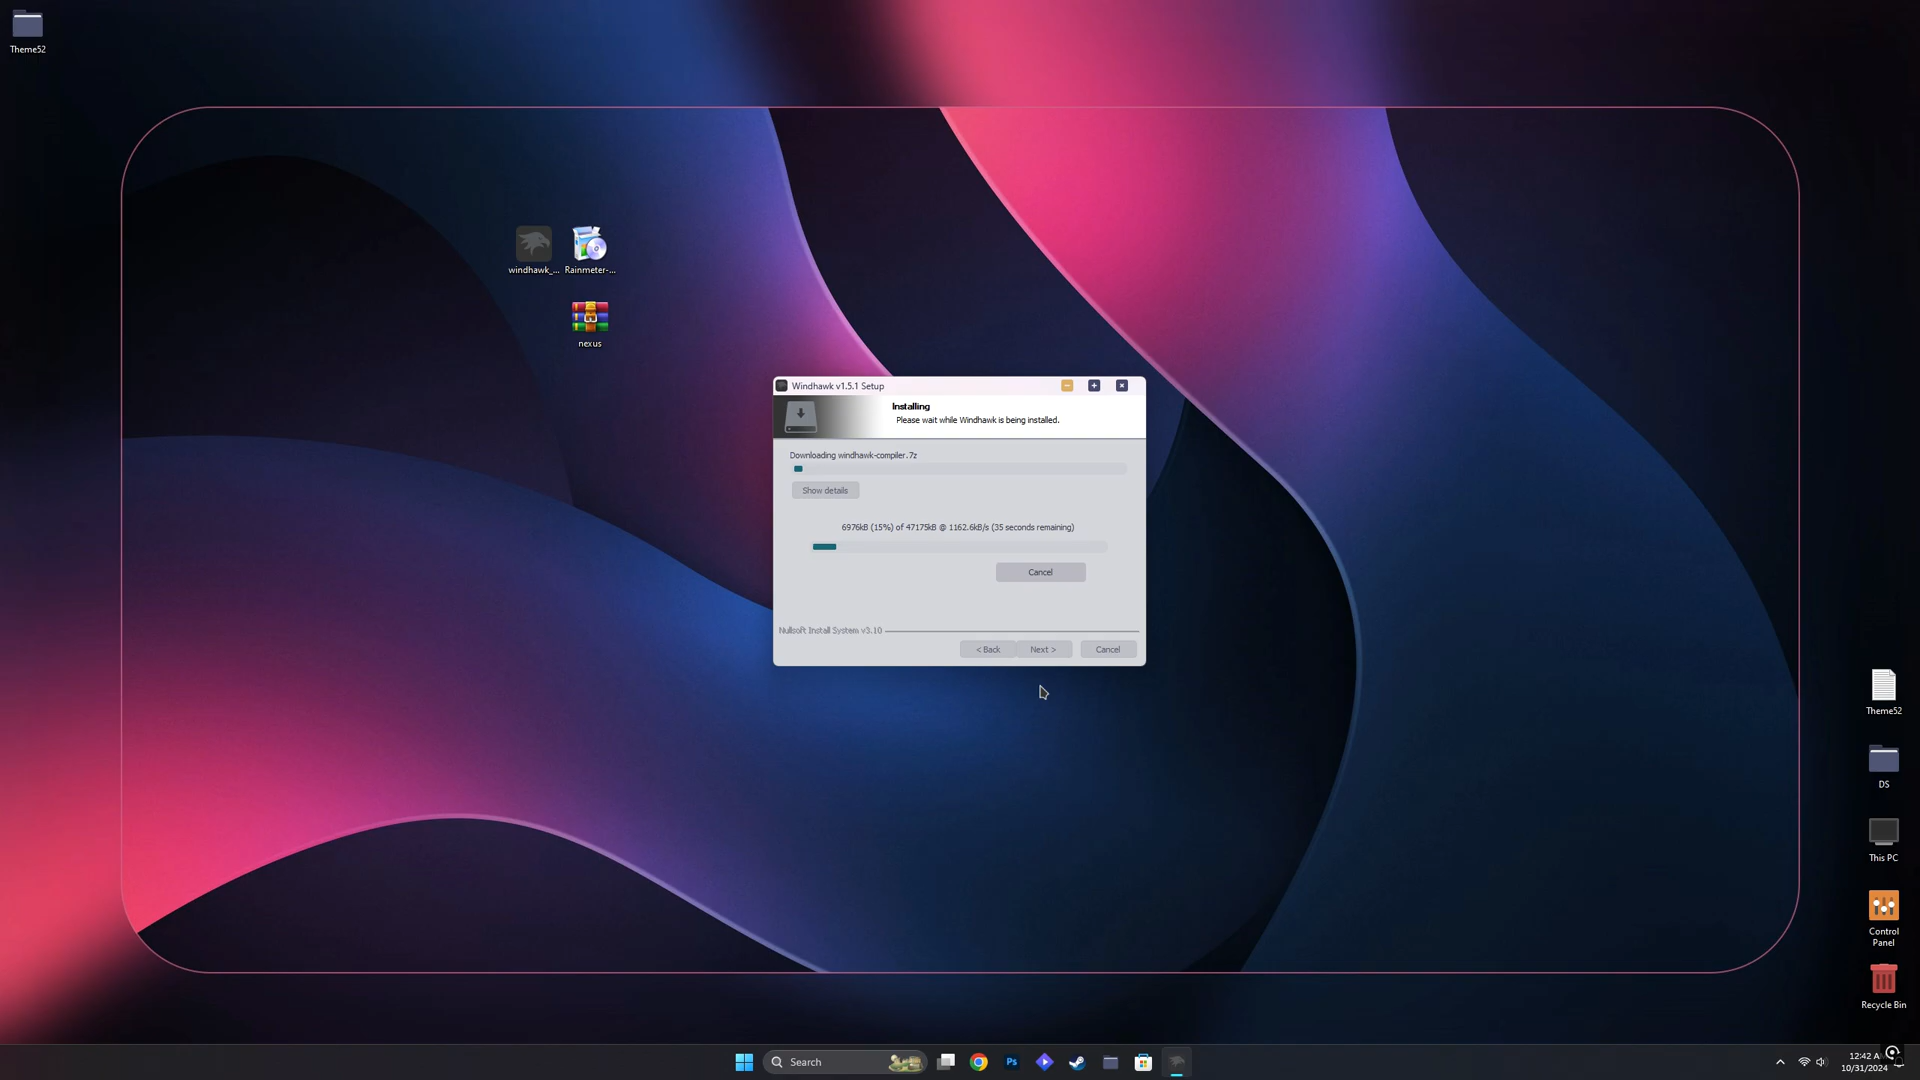 Theme52
windhawk_...
Rainmeter-...
nexus
Windhawk v1.5.1 Setup
Installing
Please wait while Windhawk is being installed.
Downloading windhawk-compiler.7z
Show details
6976kB (15%) of 47175kB @ 1162.6kB/s (35 seconds remaining)
Cancel
Nullsoft Install System v3.10
< Back
Next >
Cancel
Theme52
DS
This PC
Control
Panel
Recycle Bin
Search
Ps
12:42 A
10/31/2024